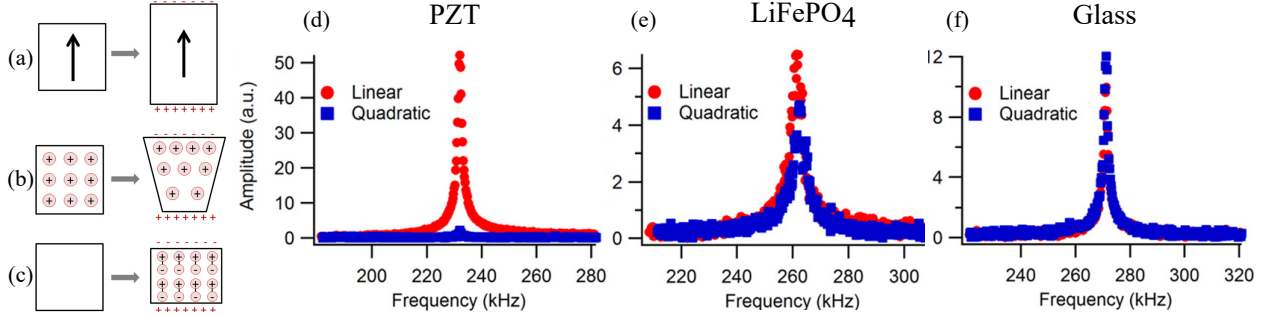 (a)
- - - - - - -
+ + + + + + +
(b)
+ + +
+ + +
+ + +
- - - - - - -
+ + + +
+ + +
+ +
+ + + + + + +
(c)
- - - - - - -
+ + + +
- - - -
+ + + +
- - - -
+ + + + + + +
(d) PZT
50
40
30
20
10
0
Linear
Quadratic
Amplitude (a.u.)
200 220 240 260 280
Frequency (kHz)
(e) LiFePO4
6
4
2
0
Linear
Quadratic
220 240 260 280 300
Frequency (kHz)
(f) Glass
12
8
4
0
Linear
Quadratic
240 260 280 300 320
Frequency (kHz)